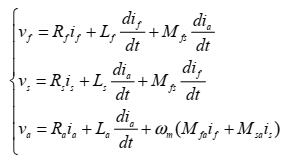 v_f = R_f i_f + L_f di_f/dt + M_fs di_a/dt
v_s = R_s i_s + L_s di_a/dt + M_fs di_f/dt
v_a = R_a i_a + L_a di_a/dt + ω_m(M_fa i_f + M_sa i_s)